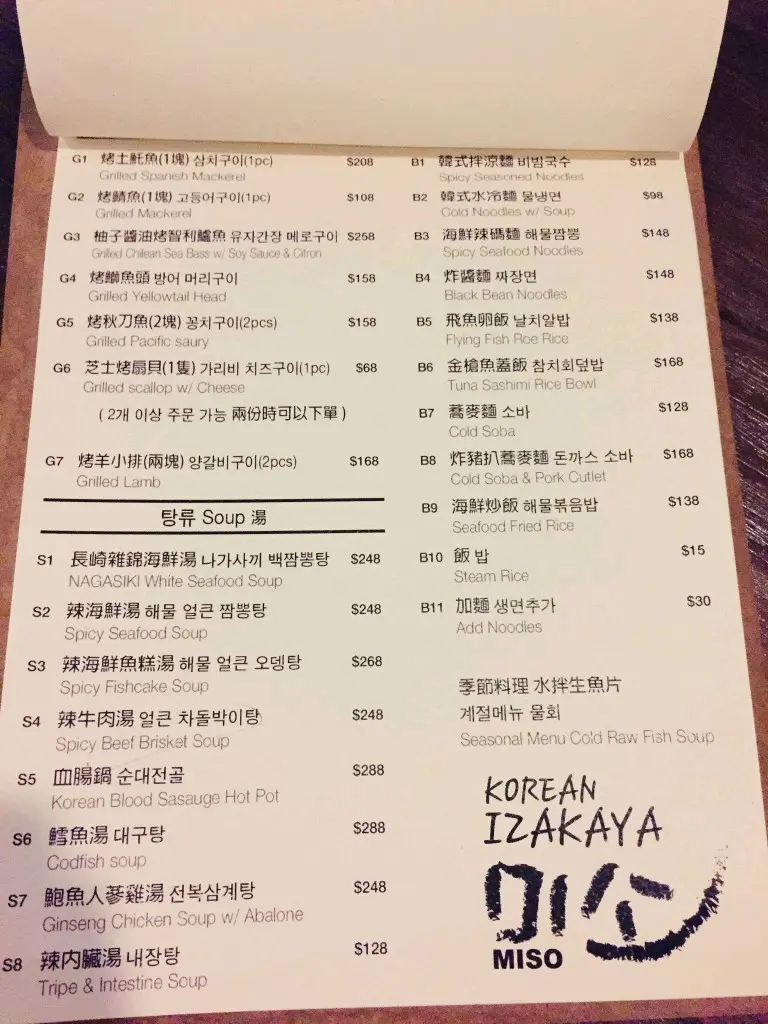 G1 烤土魠魚(1塊) 삼치구이(1pc) $208
Grilled Spanish Mackerel
G2 烤鯖魚(1塊) 고등어구이(1pc) $108
Grilled Mackerel
G3 柚子醬油烤智利鱸魚 유자간장 메로구이 $258
Grilled Chilean Sea Bass w/ Soy Sauce & Citron
G4 烤鰤魚頭 방어 머리구이 $158
Grilled Yellowtail Head
G5 烤秋刀魚(2塊) 꽁치구이(2pcs) $158
Grilled Pacific saury
G6 芝士烤扇貝(1隻) 가리비 치즈구이(1pc) $68
Grilled scallop w/ Cheese
( 2개 이상 주문 가능 兩份時可以下單 )
G7 烤羊小排(兩塊) 양갈비구이(2pcs) $168
Grilled Lamb
탕류 Soup 湯
S1 長崎雜錦海鮮湯 나가사끼 백짬뽕탕 $248
NAGASIKI White Seafood Soup
S2 辣海鮮湯 해물 얼큰 짬뽕탕 $248
Spicy Seafood Soup
S3 辣海鮮魚糕湯 해물 얼큰 오뎅탕 $268
Spicy Fishcake Soup
S4 辣牛肉湯 얼큰 차돌박이탕 $248
Spicy Beef Brisket Soup
S5 血腸鍋 순대전골 $288
Korean Blood Sasauge Hot Pot
S6 鱈魚湯 대구탕 $288
Codfish soup
S7 鮑魚人蔘雞湯 전복삼계탕 $248
Ginseng Chicken Soup w/ Abalone
S8 辣內臟湯 내장탕 $128
Tripe & Intestine Soup
B1 韓式拌涼麵 비빔국수 $128
Spicy Seasoned Noodles
B2 韓式水冷麵 물냉면 $98
Cold Noodles w/ Soup
B3 海鮮辣碼麵 해물짬뽕 $148
Spicy Seafood Noodles
B4 炸醬麵 짜장면 $148
Black Bean Noodles
B5 飛魚卵飯 날치알밥 $138
Flying Fish Roe Rice
B6 金槍魚蓋飯 참치회덮밥 $168
Tuna Sashimi Rice Bowl
B7 蕎麥麵 소바 $128
Cold Soba
B8 炸豬扒蕎麥麵 돈까스 소바 $168
Cold Soba & Pork Cutlet
B9 海鮮炒飯 해물볶음밥 $138
Seafood Fried Rice
B10 飯 밥 $15
Steam Rice
B11 加麵 생면추가 $30
Add Noodles
季節料理 水拌生魚片
계절메뉴 물회
Seasonal Menu Cold Raw Fish Soup
KOREAN
IZAKAYA
미소
MISO